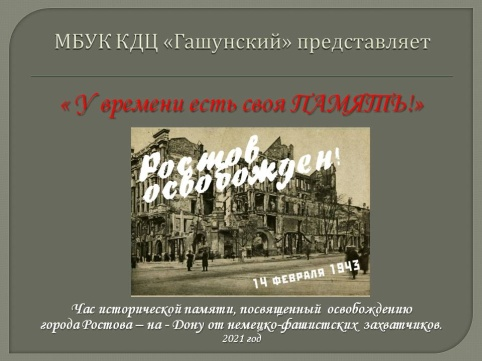 МБУК КДЦ «Гашунский» представляет
« У времени есть своя ПАМЯТЬ!»
Ростов
освобожден!
14 ФЕВРАЛЯ 1943
Час исторической памяти, посвященный освобождению
города Ростова – на - Дону от немецко-фашистских захватчиков.
2021 год